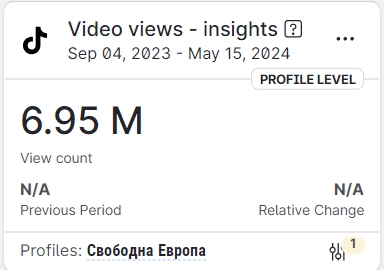 Video views - insights ?
Sep 04, 2023 - May 15, 2024
PROFILE LEVEL
6.95 M
View count
N/A N/A
Previous Period Relative Change
Profiles: Свободна Европа 1